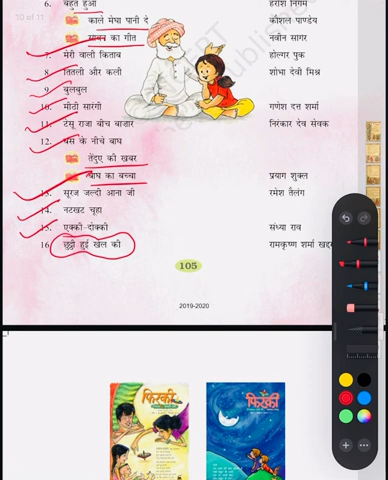 10 of 11
6. बहुत हुआ हरीश निगम
काले मेघा पानी दे कौशल पाण्डेय
सावन का गीत नवीन सागर
7. मेरी वाली किताब होल्गर पुक
8. तितली और कली शोभा देवी मिश्र
9. बुलबुल
10. मीठी सारंगी गणेश दत्त शर्मा
11. टेसू राजा बीच बाजार निरंकार देव सेवक
12. बस के नीचे बाघ
तेंदुए की खबर
बाघ का बच्चा प्रयाग शुक्ल
13. सूरज जल्दी आना जी रमेश तैलंग
14. नटखट चूहा
15. एक्की-दोक्की संध्या राव
16. छुट्टी हुई खेल की रामकृष्ण शर्मा
105
2019-2020
फिरकी
फिरकी